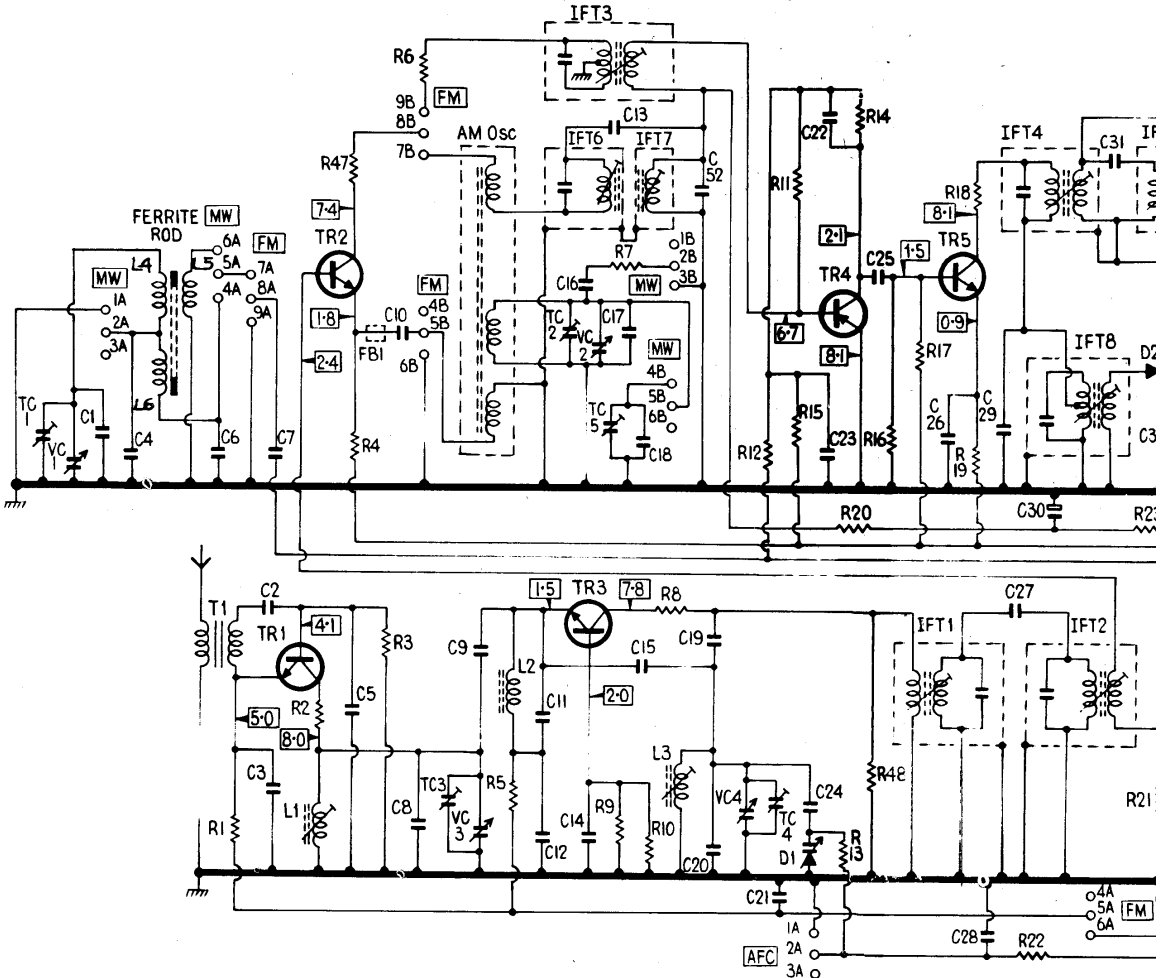 IFT3
R6
FM
9B
8B
7B
C13
AM Osc
IFT6
IFT7
C
52
R47
7·4
TR2
C22
R14
R11
2·1
C25
1·5
TR4
6·7
8·1
IFT4
C31
R18
8·1
TR5
0·9
FERRITE
ROD
MW
6A
5A
4A
L4
L5
FM
7A
8A
9A
MW
1A
2A
3A
L6
1·8
2·4
FB1
C10
FM
4B
5B
6B
C16
R7
1B
2B
3B
MW
TC
2
VC
2
C17
MW
4B
5B
6B
TC
5
C18
R17
IFT8
D2
TC
1
VC
1
C1
C4
C6
C7
R4
R12
R15
C23
R16
C
26
C
29
R
19
C3
C30
R20
R23
T1
C2
TR1
4·1
R3
5·0
R2
8·0
C5
C3
R1
L1
C8
TC3
VC
3
C9
1·5
TR3
7·8
R8
L2
C15
C19
C11
2·0
R5
C12
C14
R9
R10
L3
C20
VC4
TC
4
C24
D1
R
13
R48
C27
IFT1
IFT2
R21
C21
1A
2A
3A
AFC
C28
R22
4A
5A
6A
FM